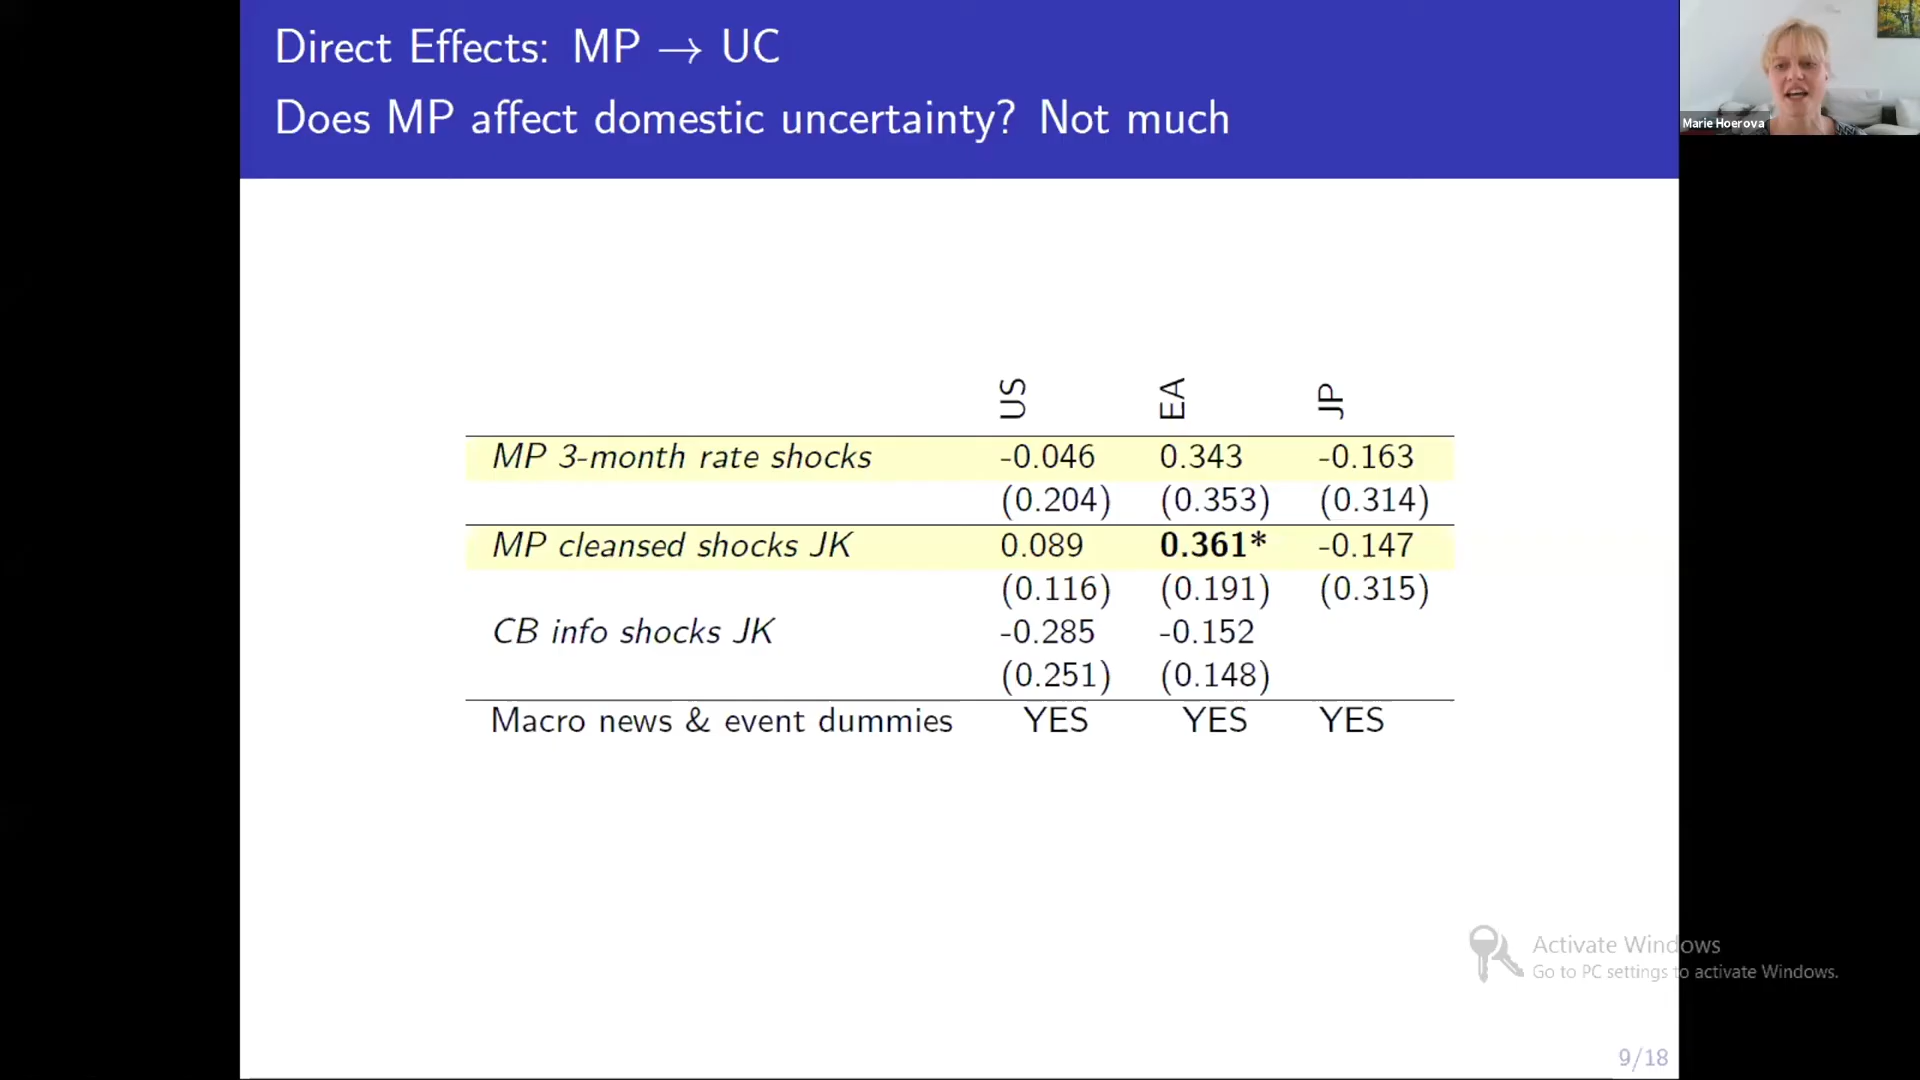 Direct Effects: MP → UC
Does MP affect domestic uncertainty? Not much
Marie Hoerova
US EA JP
MP 3-month rate shocks -0.046 0.343 -0.163
(0.204) (0.353) (0.314)
MP cleansed shocks JK 0.089 0.361* -0.147
(0.116) (0.191) (0.315)
CB info shocks JK -0.285 -0.152
(0.251) (0.148)
Macro news & event dummies YES YES YES
Activate Windows
Go to PC settings to activate Windows.
9/18